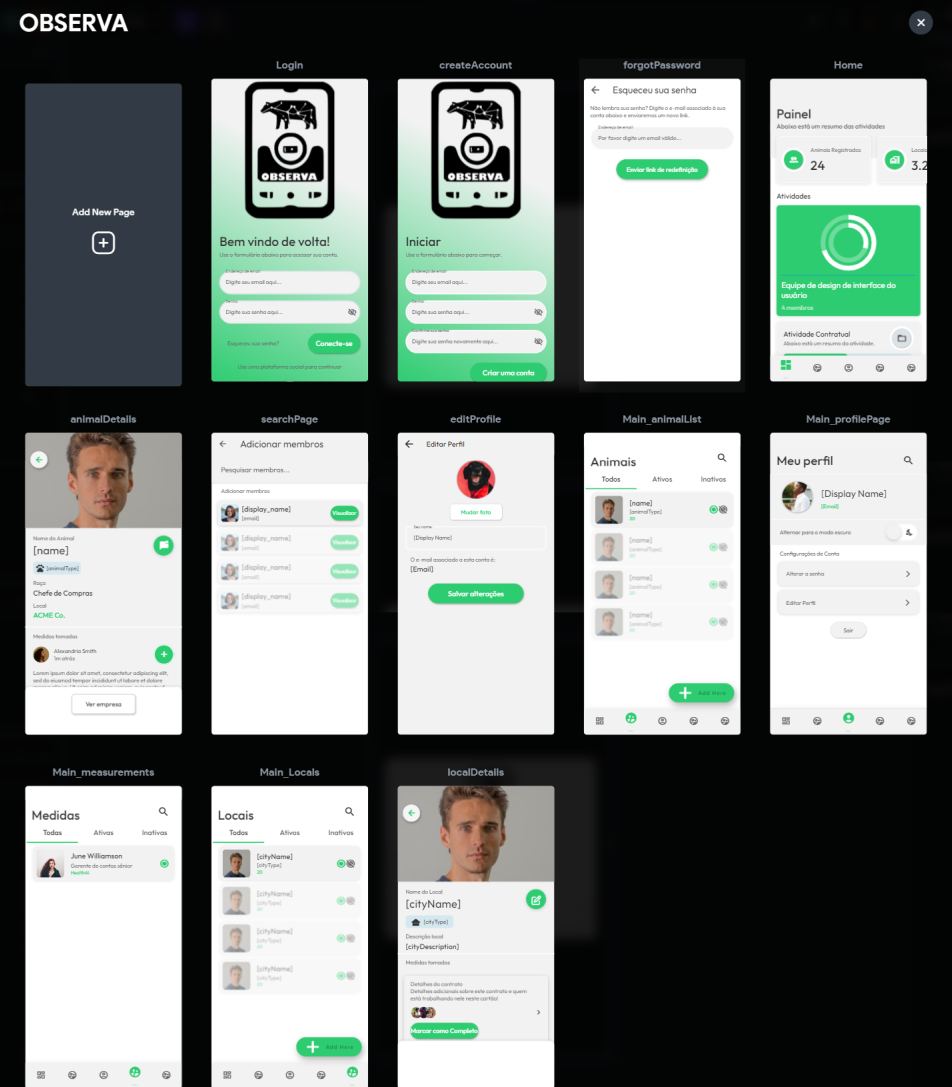 OBSERVA
Login
createAccount
forgotPassword
Home
Add New Page
OBSERVA
Bem vindo de volta!
Use o formulário abaixo para acessar sua conta.
Endereço de email
Digite seu email aqui...
Senha
Digite sua senha aqui...
Esqueceu sua senha?
Conecte-se
Use uma plataforma social para continuar
OBSERVA
Iniciar
Use o formulário abaixo para começar.
Endereço de email
Digite seu email aqui...
Senha
Digite sua senha aqui...
Digite sua senha novamente aqui...
Criar uma conta
Esqueceu sua senha
Não lembra sua senha? Digite o e-mail associado à sua
conta abaixo e enviaremos um novo link.
Endereço de email
Por favor digite um email válido...
Enviar link de redefinição
Painel
Abaixo está um resumo das atividades
Animais Registrados
24
Locais
3.2
Atividades
Equipe de design de interface do
usuário
4 membros
Atividade Contratual
Abaixo está um resumo da atividade.
animalDetails
searchPage
editProfile
Main_animalList
Main_profilePage
Nome do Animal
[name]
[animalType]
Raça
Chefe de Compras
Local
ACME Co.
Medidas tomadas
Alexandria Smith
1m atrás
Lorem ipsum dolor sit amet, consectetur adipiscing elit,
sed do eiusmod tempor incididunt ut labore et dolore
Ver empresa
Adicionar membros
Pesquisar membros...
Adicionar membros
[display_name]
[email]
Visualizar
[display_name]
[email]
Visualizar
[display_name]
[email]
Visualizar
[display_name]
[email]
Visualizar
Editar Perfil
Mudar foto
Seu nome
[Display Name]
O e-mail associado a esta conta é:
[Email]
Salvar alterações
Animais
Todos
Ativos
Inativos
[name]
[animalType]
[name]
[animalType]
[name]
[animalType]
[name]
[animalType]
Add Here
Meu perfil
[Display Name]
[Email]
Alternar para o modo escuro
Configurações de Conta
Alterar a senha
Editar Perfil
Sair
Main_measurements
Main_Locals
localDetails
Medidas
Todas
Ativas
Inativas
June Williamson
Gerente de contas sênior
HealthAi
Locais
Todos
Ativos
Inativos
[cityName]
[cityType]
[cityName]
[cityType]
[cityName]
[cityType]
[cityName]
[cityType]
Add Here
Nome do Local
[cityName]
[cityType]
Descrição local
[cityDescription]
Medidas tomadas
Detalhes do contrato
Detalhes adicionais sobre este contrato e quem
está trabalhando nele neste cartão!
Marcar como Completo